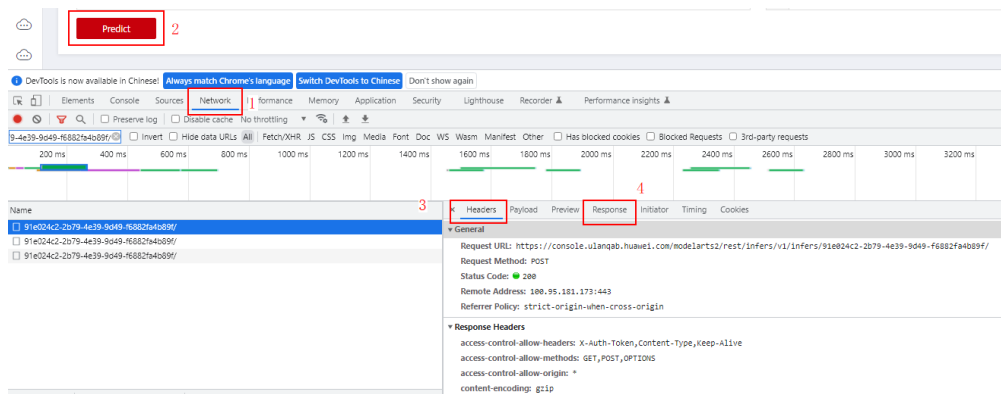 Predict 2
DevTools is now available in Chinese! Always match Chrome's language Switch DevTools to Chinese Don't show again
Elements Console Sources Network 1 formance Memory Application Security Lighthouse Recorder Performance insights
Preserve log Disable cache No throttling
9-4e39-9d49-f6882fa4b89f/ Invert Hide data URLs All Fetch/XHR JS CSS Img Media Font Doc WS Wasm Manifest Other Has blocked cookies Blocked Requests 3rd-party requests
200 ms 400 ms 600 ms 800 ms 1000 ms 1200 ms 1400 ms 1600 ms 1800 ms 2000 ms 2200 ms 2400 ms 2600 ms 2800 ms 3000 ms 3200 ms
4
Name 3 × Headers Payload Preview Response Initiator Timing Cookies
91e024c2-2b79-4e39-9d49-f6882fa4b89f/
91e024c2-2b79-4e39-9d49-f6882fa4b89f/
91e024c2-2b79-4e39-9d49-f6882fa4b89f/
General
Request URL: https://console.ulanqab.huawei.com/modelarts2/rest/infers/v1/infers/91e024c2-2b79-4e39-9d49-f6882fa4b89f/
Request Method: POST
Status Code: 200
Remote Address: 100.95.181.173:443
Referrer Policy: strict-origin-when-cross-origin
Response Headers
access-control-allow-headers: X-Auth-Token,Content-Type,Keep-Alive
access-control-allow-methods: GET,POST,OPTIONS
access-control-allow-origin: *
content-encoding: gzip